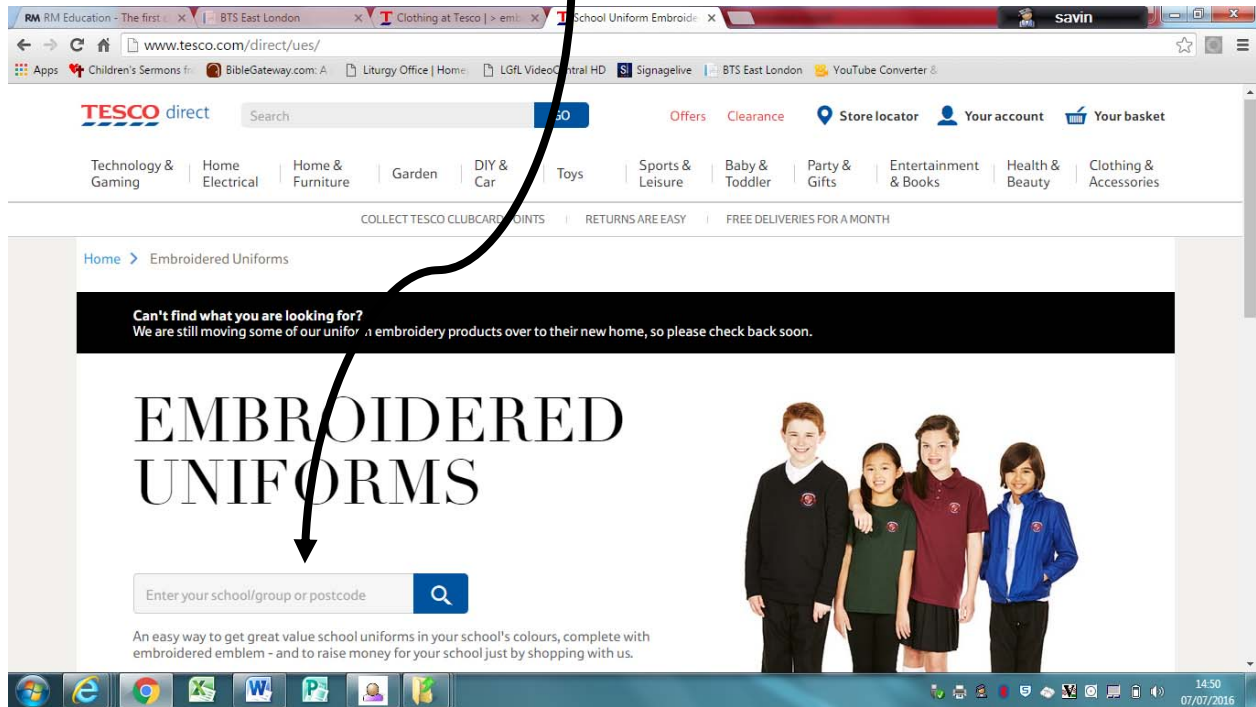 RM RM Education - The first c
BTS East London
Clothing at Tesco | > emb
School Uniform Embroide
savin
www.tesco.com/direct/ues/
Apps Children's Sermons fr BibleGateway.com: A Liturgy Office | Home LGfL VideoCentral HD Signagelive BTS East London YouTube Converter &
TESCO direct Search GO Offers Clearance Store locator Your account Your basket
Technology & Gaming
Home Electrical
Home & Furniture
Garden
DIY & Car
Toys
Sports & Leisure
Baby & Toddler
Party & Gifts
Entertainment & Books
Health & Beauty
Clothing & Accessories
COLLECT TESCO CLUBCARD POINTS RETURNS ARE EASY FREE DELIVERIES FOR A MONTH
Home > Embroidered Uniforms
Can't find what you are looking for?
We are still moving some of our uniform embroidery products over to their new home, so please check back soon.
EMBROIDERED
UNIFORMS
Enter your school/group or postcode
An easy way to get great value school uniforms in your school's colours, complete with
embroidered emblem - and to raise money for your school just by shopping with us.
14:50
07/07/2016